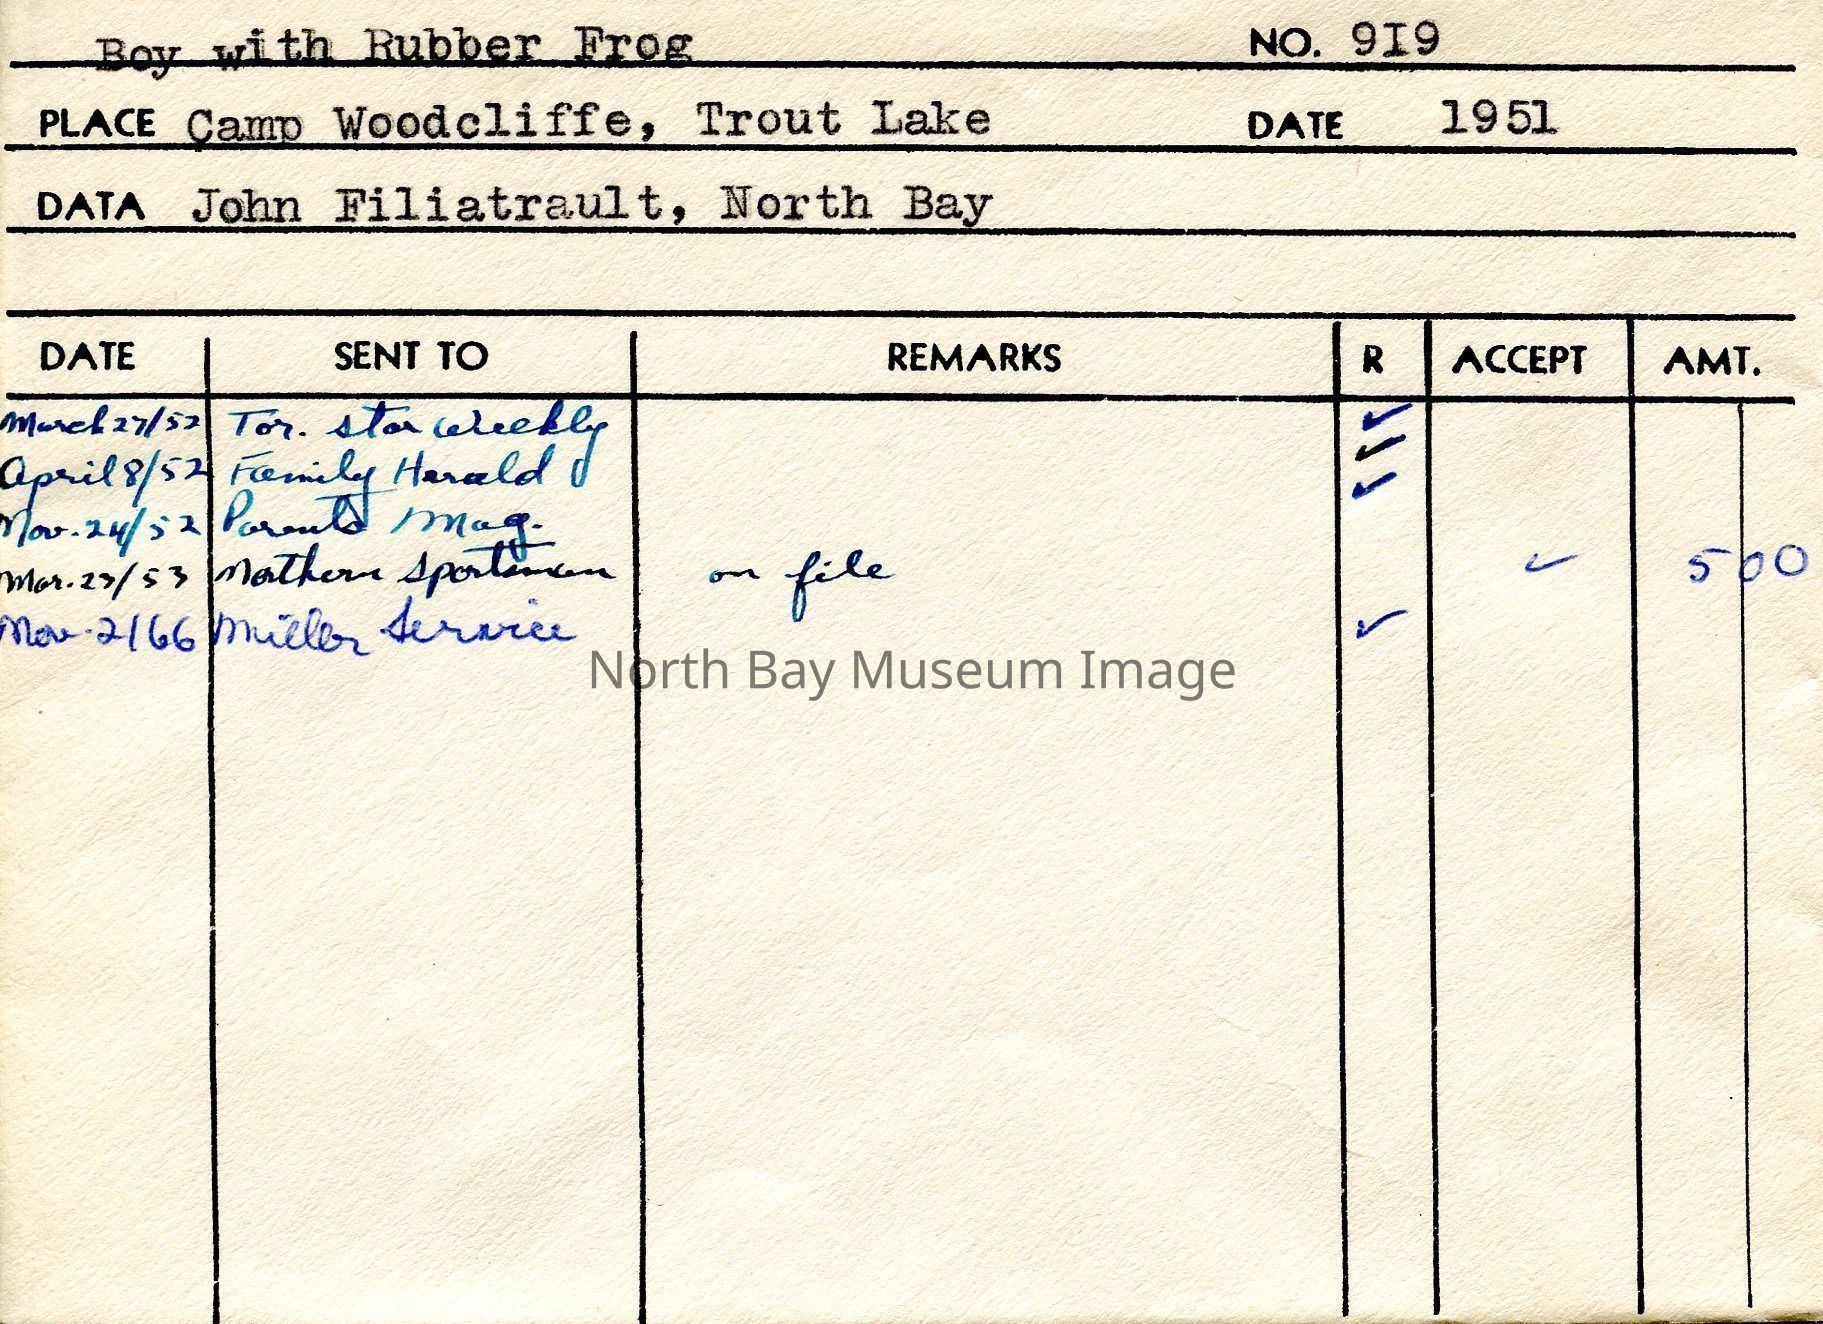 Boy with Rubber Frog NO. 9I9
PLACE Camp Woodcliffe, Trout Lake DATE 1951
DATA John Filiatrault, North Bay
DATE SENT TO REMARKS R ACCEPT AMT.
March 27/52 Tor. Star Weekly ✓
April 8/52 Family Herald ✓
Nov. 24/52 Parents Mag. ✓
Mar. 23/53 Northern Sportsman on file ✓ 5 00
Nov. 2/66 Miller Service ✓
North Bay Museum Image